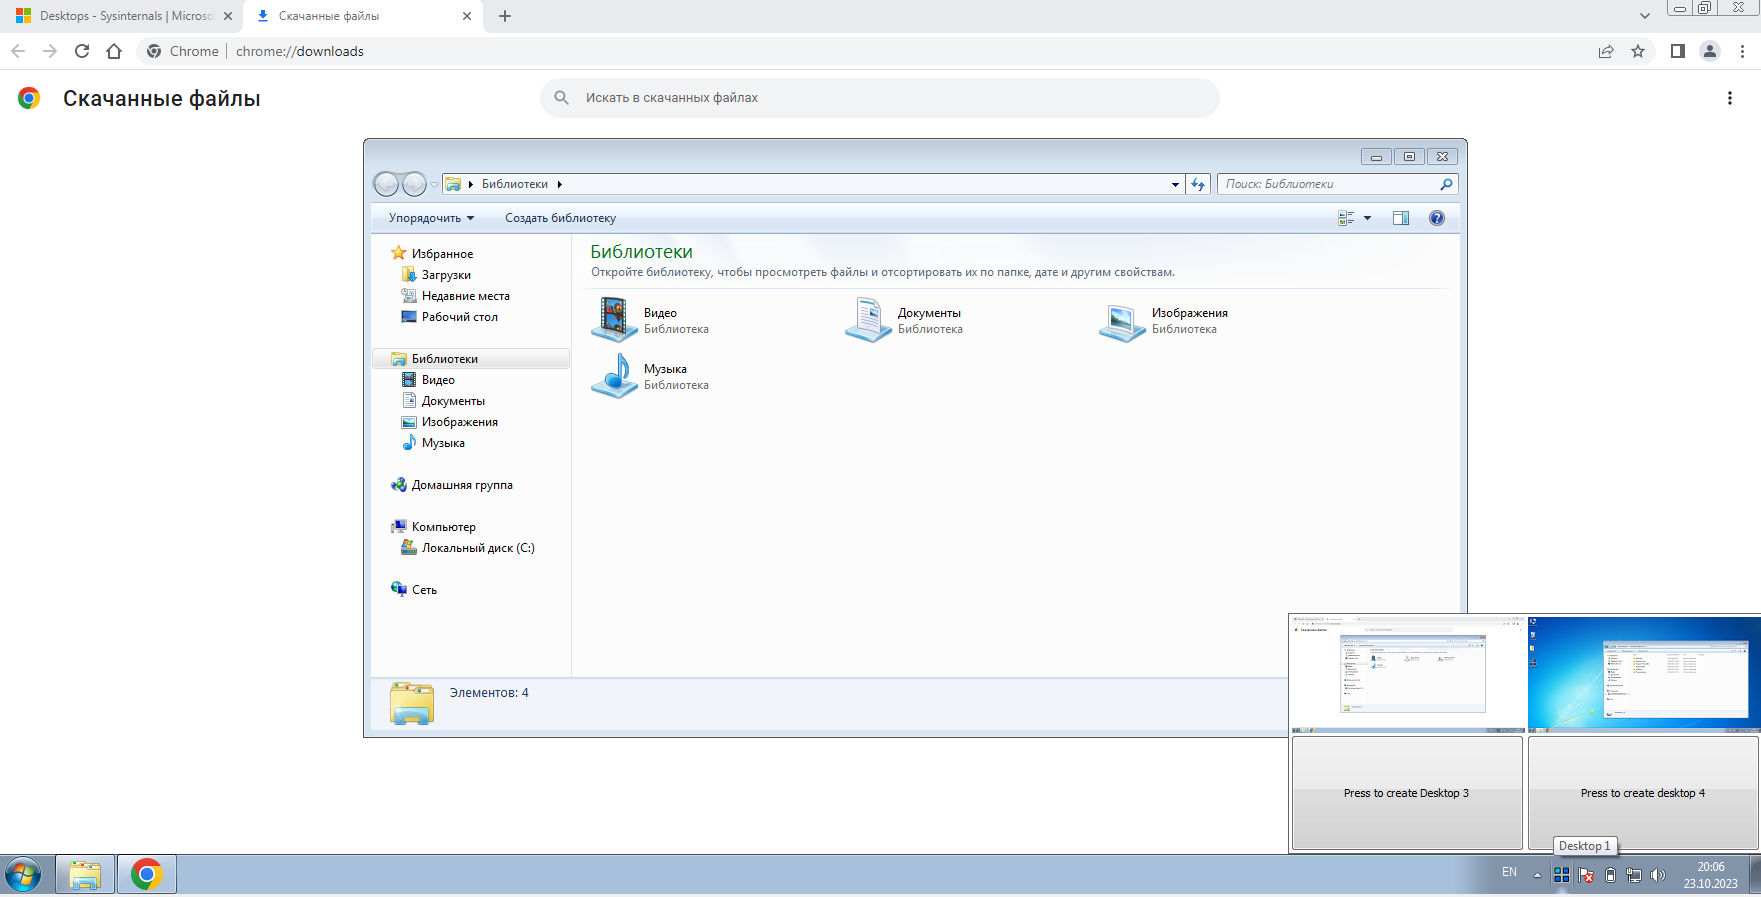 Desktops - Sysinternals | Microso
Скачанные файлы
Chrome
chrome://downloads
Скачанные файлы
Искать в скачанных файлах
Библиотеки
Поиск: Библиотеки
Упорядочить
Создать библиотеку
Избранное
Загрузки
Недавние места
Рабочий стол
Библиотеки
Видео
Документы
Изображения
Музыка
Домашняя группа
Компьютер
Локальный диск (C:)
Сеть
Библиотеки
Откройте библиотеку, чтобы просмотреть файлы и отсортировать их по папке, дате и другим свойствам.
Видео
Библиотека
Документы
Библиотека
Изображения
Библиотека
Музыка
Библиотека
Элементов: 4
Press to create Desktop 3
Press to create desktop 4
Desktop 1
EN
20:06
23.10.2023